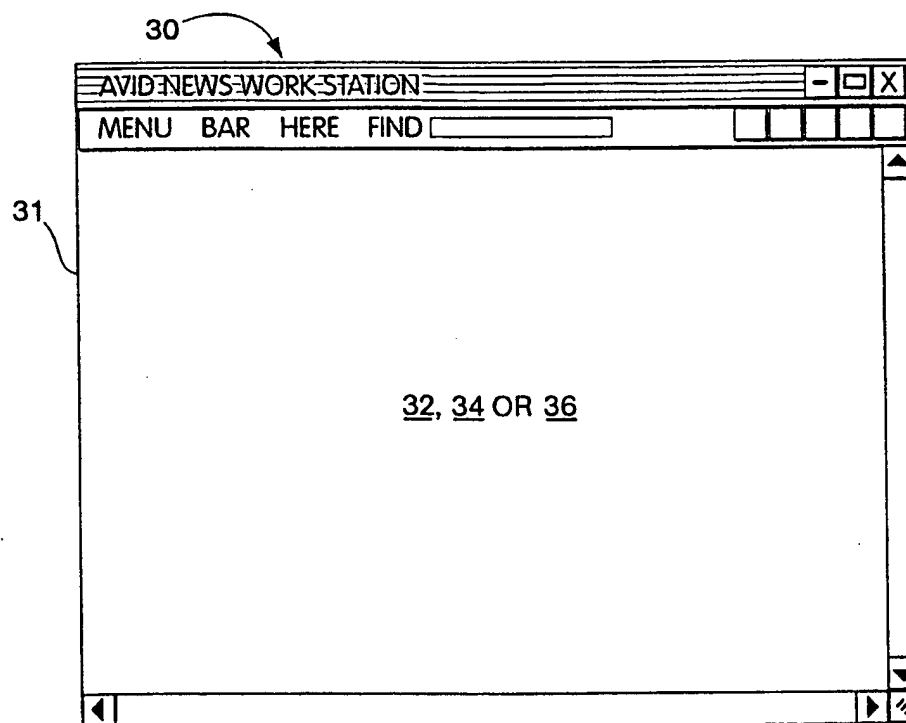 30
AVID NEWS WORK STATION
MENU BAR HERE FIND
31
32, 34 OR 36